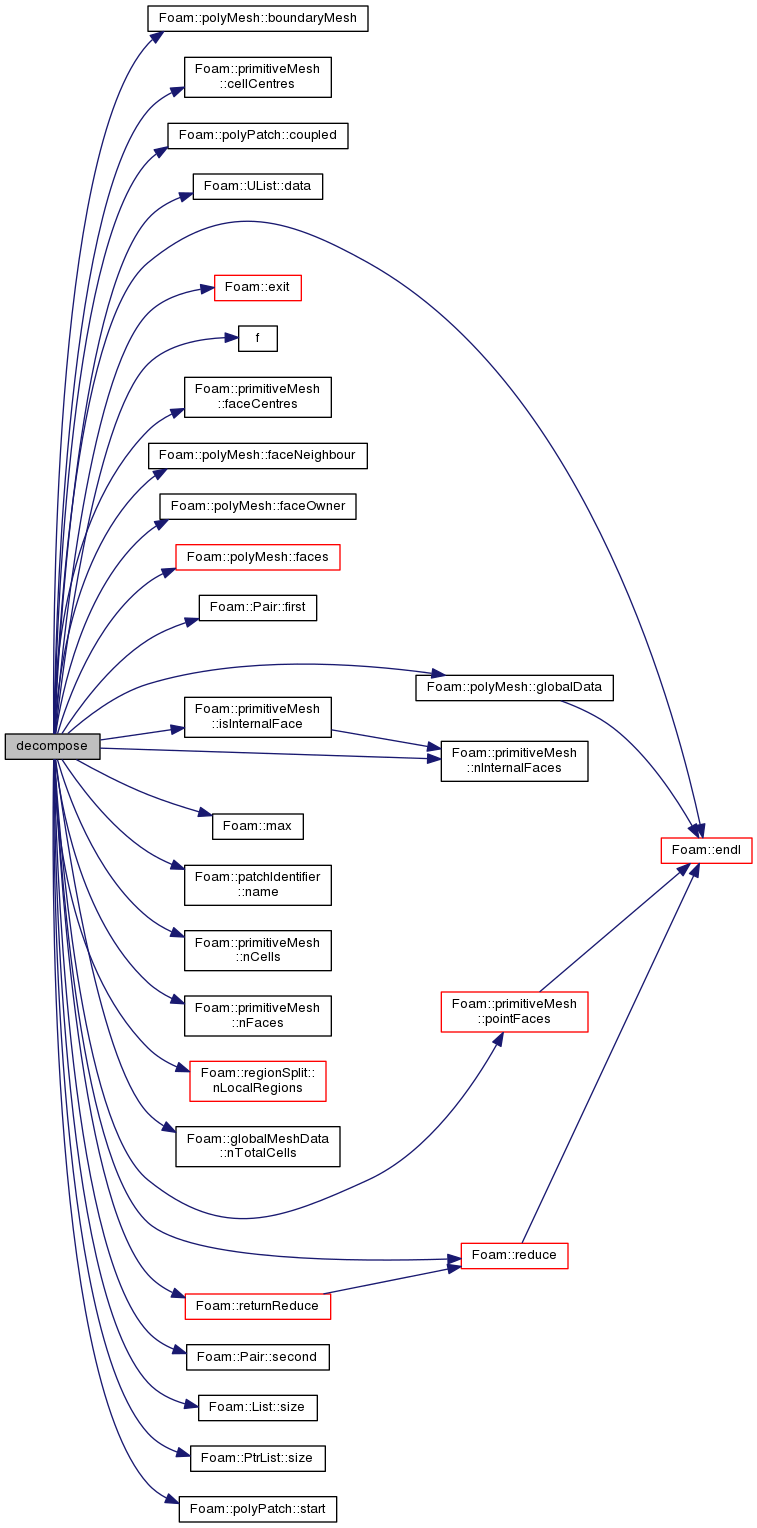 Foam::polyMesh::boundaryMesh
Foam::primitiveMesh
::cellCentres
Foam::polyPatch::coupled
Foam::UList::data
Foam::exit
f
Foam::primitiveMesh
::faceCentres
Foam::polyMesh::faceNeighbour
Foam::polyMesh::faceOwner
Foam::polyMesh::faces
Foam::Pair::first
Foam::polyMesh::globalData
Foam::primitiveMesh
::isInternalFace
decompose
Foam::primitiveMesh
::nInternalFaces
Foam::max
Foam::endl
Foam::patchIdentifier
::name
Foam::primitiveMesh
::nCells
Foam::primitiveMesh
::nFaces
Foam::primitiveMesh
::pointFaces
Foam::regionSplit::
nLocalRegions
Foam::globalMeshData
::nTotalCells
Foam::reduce
Foam::returnReduce
Foam::Pair::second
Foam::List::size
Foam::PtrList::size
Foam::polyPatch::start